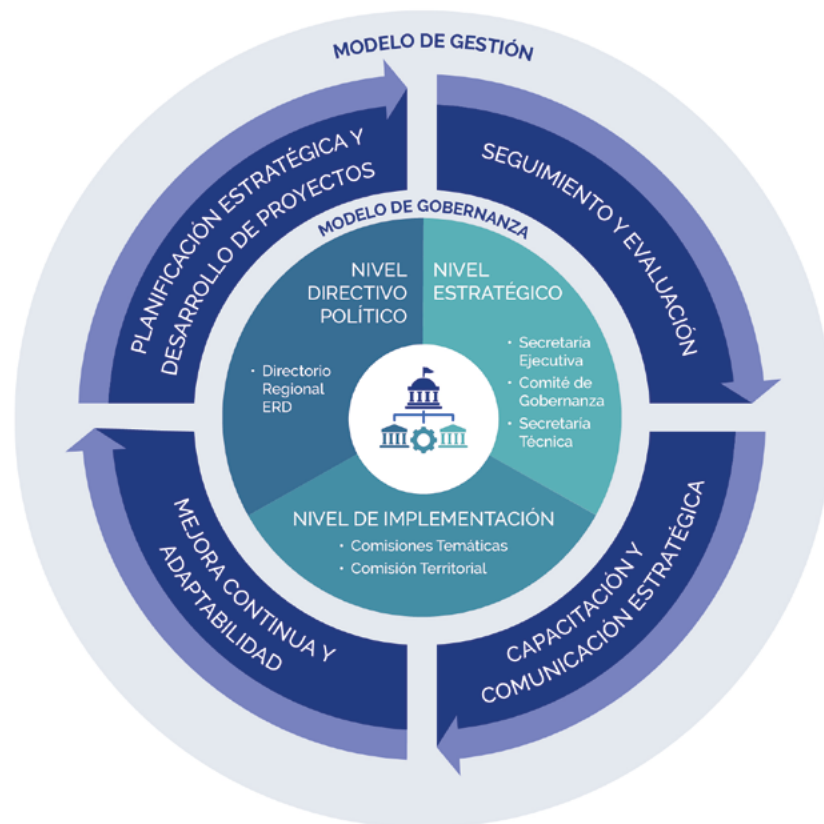 MODELO DE GESTIÓN
PLANIFICACIÓN ESTRATÉGICA Y
DESARROLLO DE PROYECTOS
SEGUIMIENTO Y EVALUACIÓN
MODELO DE GOBERNANZA
NIVEL
DIRECTIVO
POLÍTICO
• Directorio
Regional
ERD
NIVEL
ESTRATÉGICO
• Secretaría
Ejecutiva
• Comité de
Gobernanza
• Secretaría
Técnica
NIVEL DE IMPLEMENTACIÓN
• Comisiones Temáticas
• Comisión Territorial
MEJORA CONTINUA Y
ADAPTABILIDAD
CAPACITACIÓN Y
COMUNICACIÓN ESTRATÉGICA